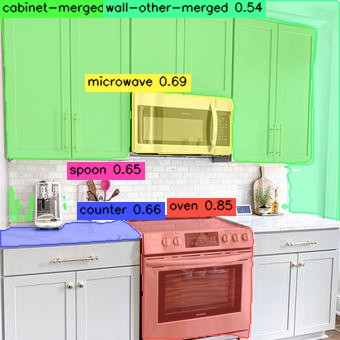 cabinet-merged
wall-other-merged 0.54
microwave 0.69
spoon 0.65
counter 0.66
oven 0.85